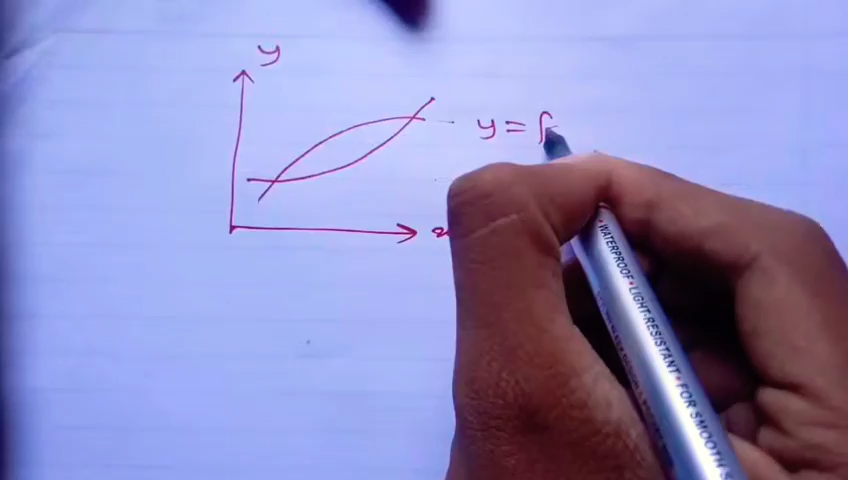 y
y = f
WATERPROOF • LIGHT-RESISTANT • FOR SMOOTH